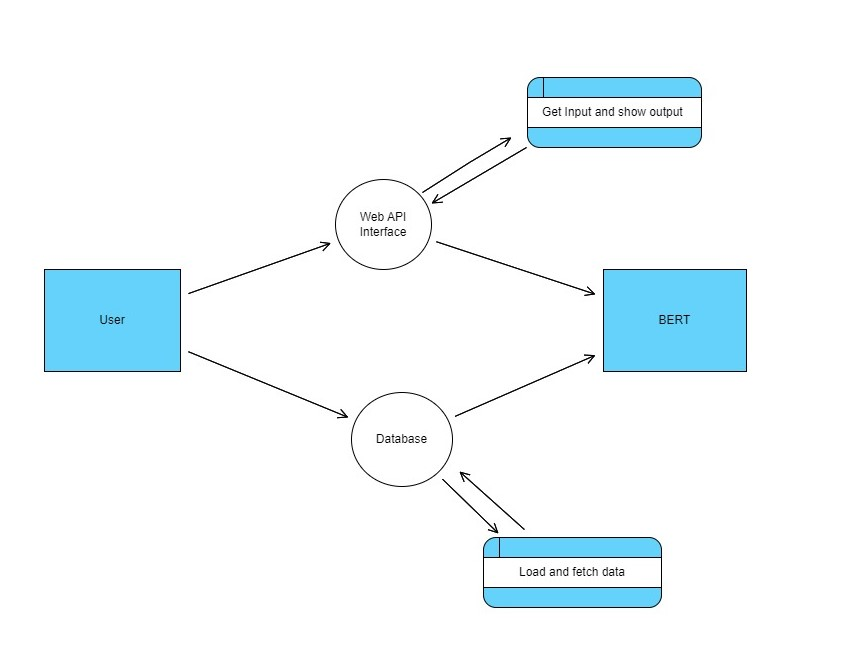 Get Input and show output
Web API
Interface
User
BERT
Database
Load and fetch data